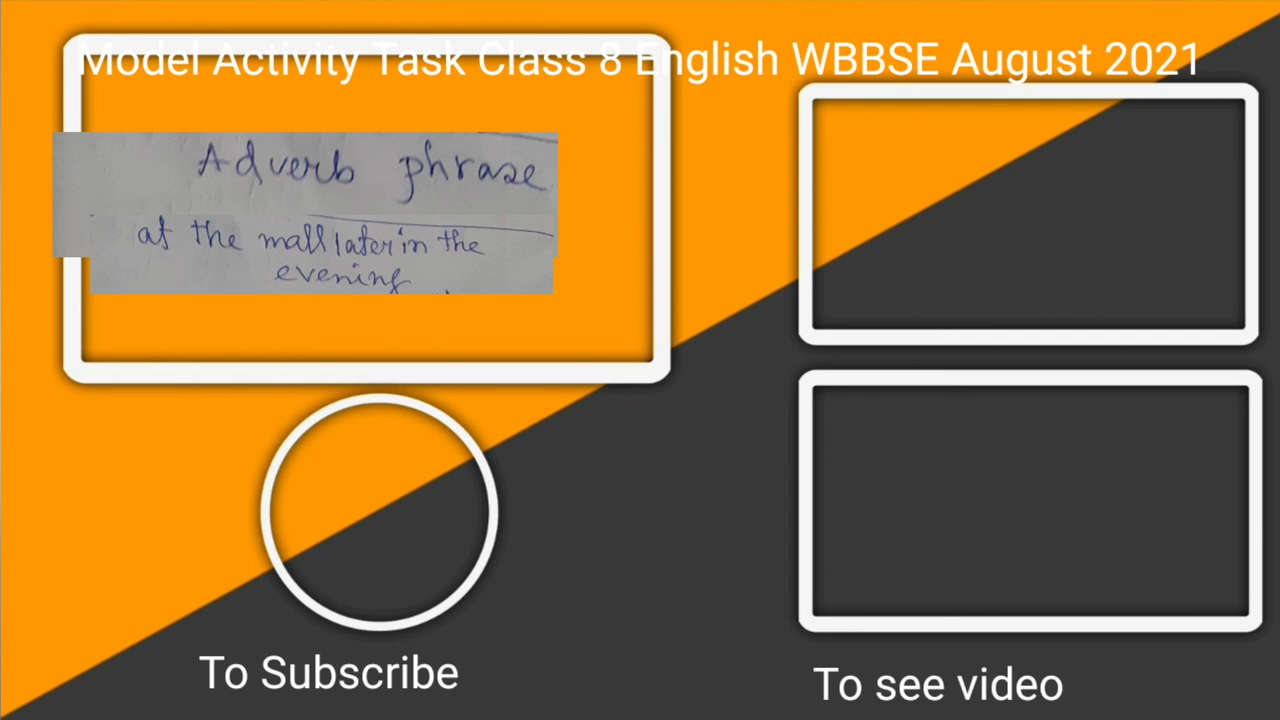 Model Activity Task Class 8 English WBBSE August 2021
Adverb phrase
at the mall later in the
evening
To Subscribe
To see video